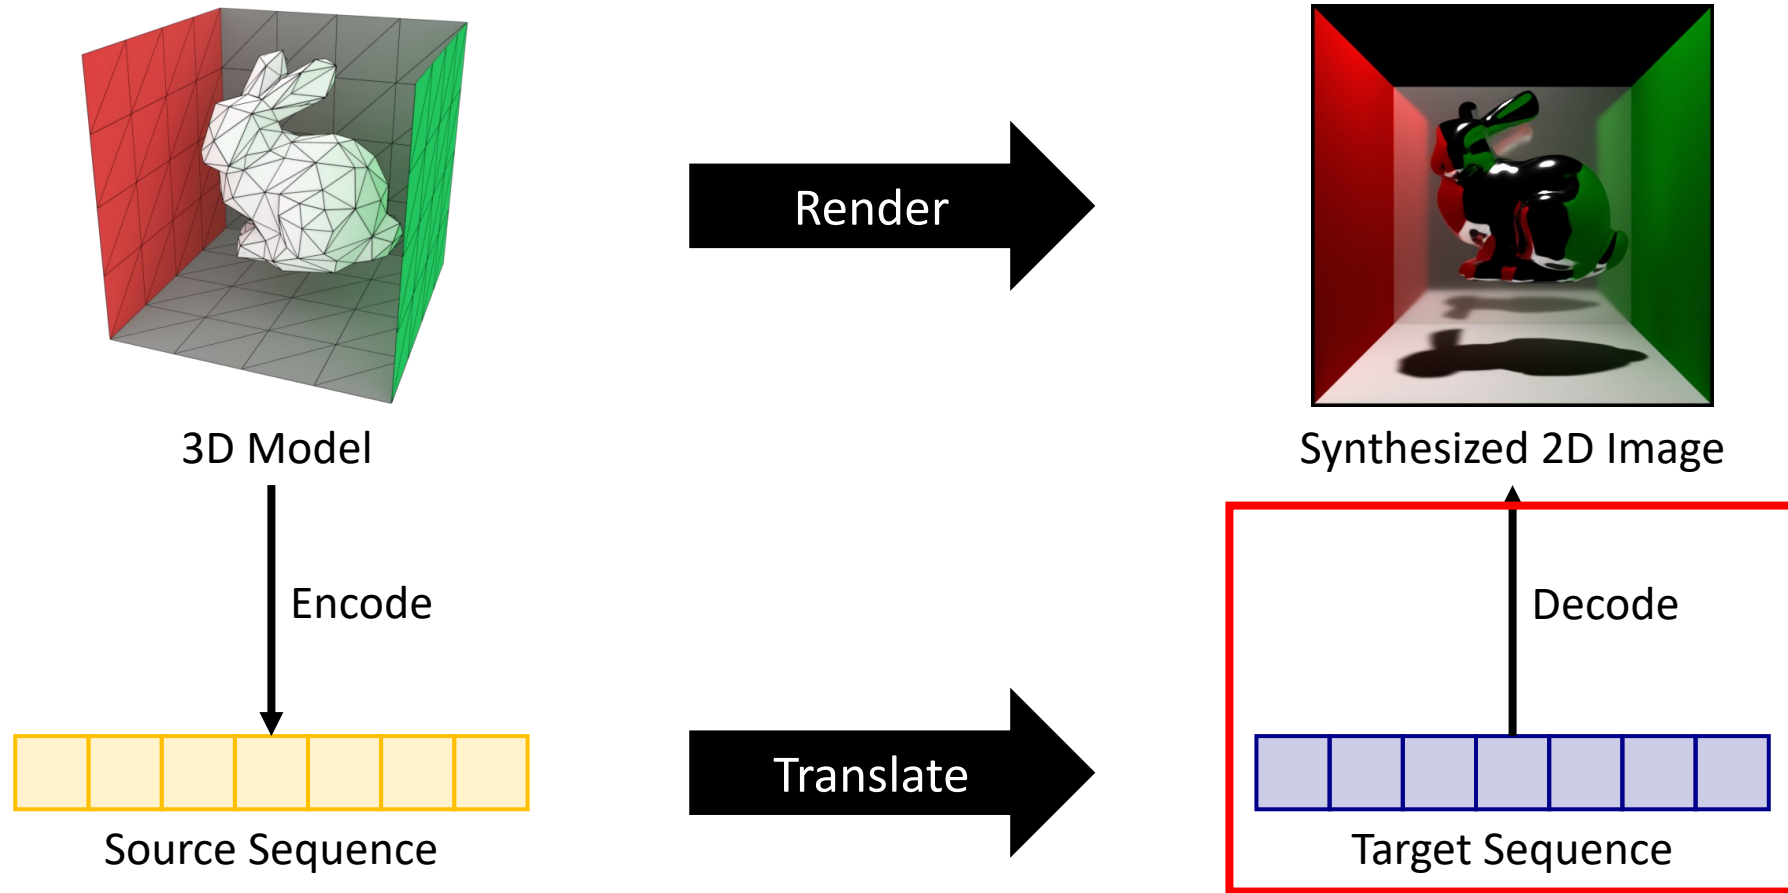 Render
3D Model
Synthesized 2D Image
Encode
Decode
Translate
Source Sequence
Target Sequence